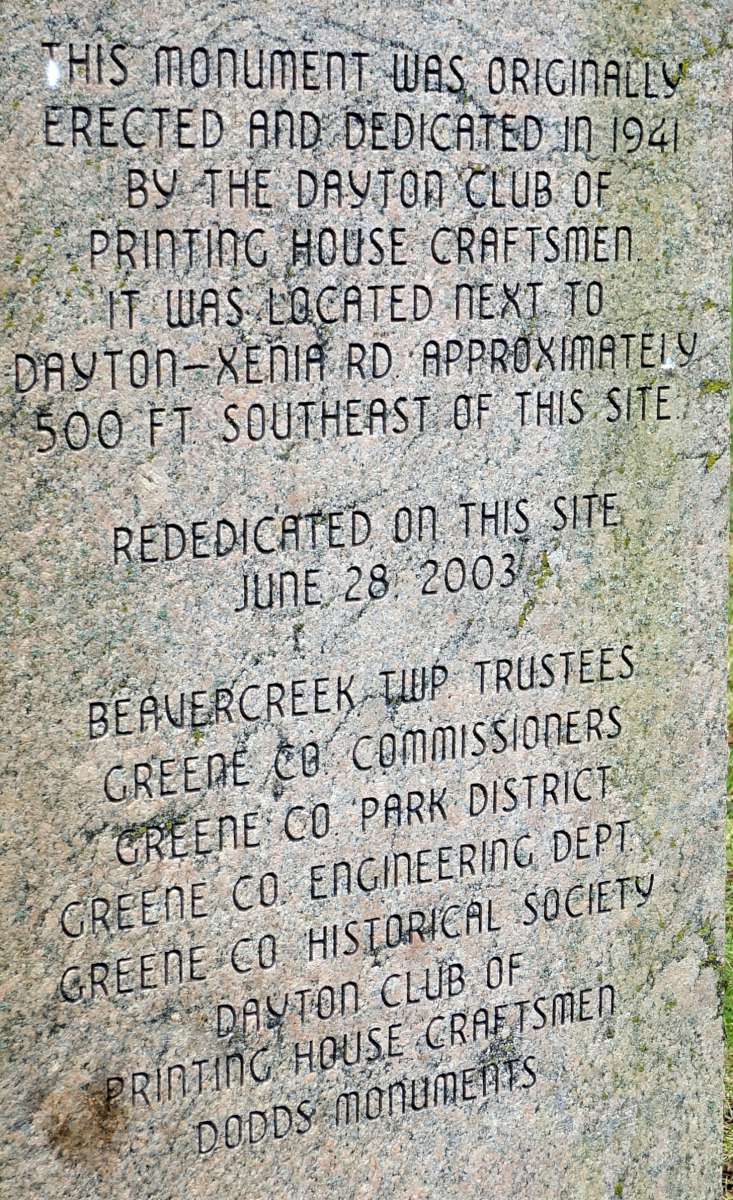 THIS MONUMENT WAS ORIGINALLY
ERECTED AND DEDICATED IN 1941
BY THE DAYTON CLUB OF
PRINTING HOUSE CRAFTSMEN.
IT WAS LOCATED NEXT TO
DAYTON-XENIA RD. APPROXIMATELY
500 FT SOUTHEAST OF THIS SITE.
REDEDICATED ON THIS SITE
JUNE 28, 2003
BEAVERCREEK TWP. TRUSTEES
GREENE CO. COMMISSIONERS
GREENE CO. PARK DISTRICT
GREENE CO. ENGINEERING DEPT.
GREENE CO HISTORICAL SOCIETY
DAYTON CLUB OF
PRINTING HOUSE CRAFTSMEN
DODDS MONUMENTS